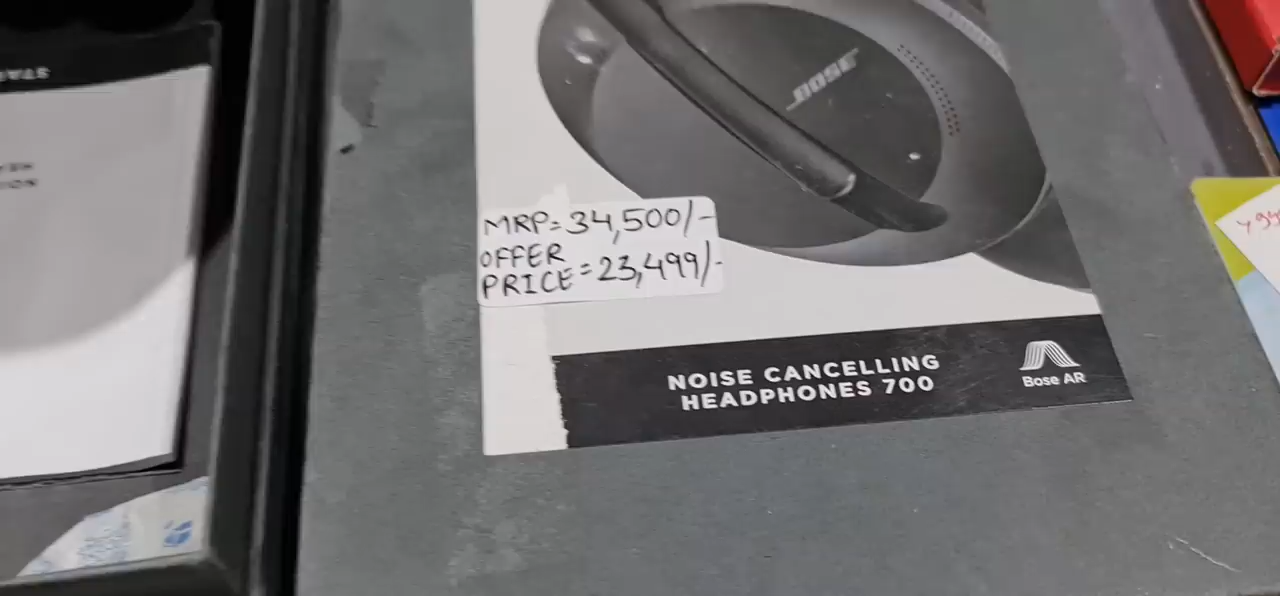 BOSE
MRP=34,500/-
OFFER
PRICE=23,499/-
NOISE CANCELLING
HEADPHONES 700
Bose AR